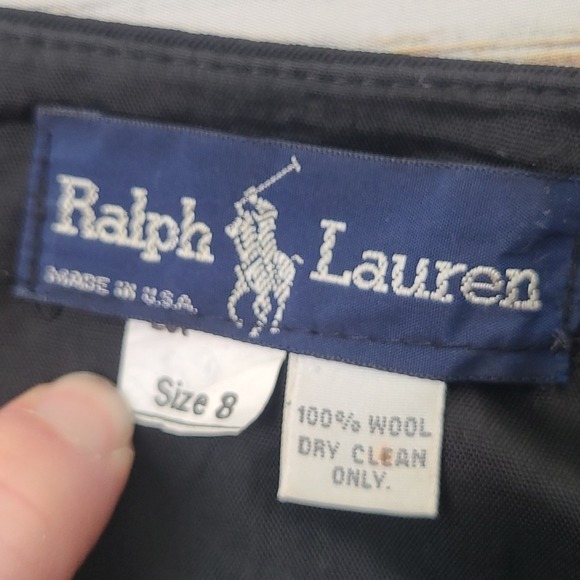 Ralph Lauren
MADE IN U.S.A.
Size 8
100% WOOL
DRY CLEAN
ONLY.